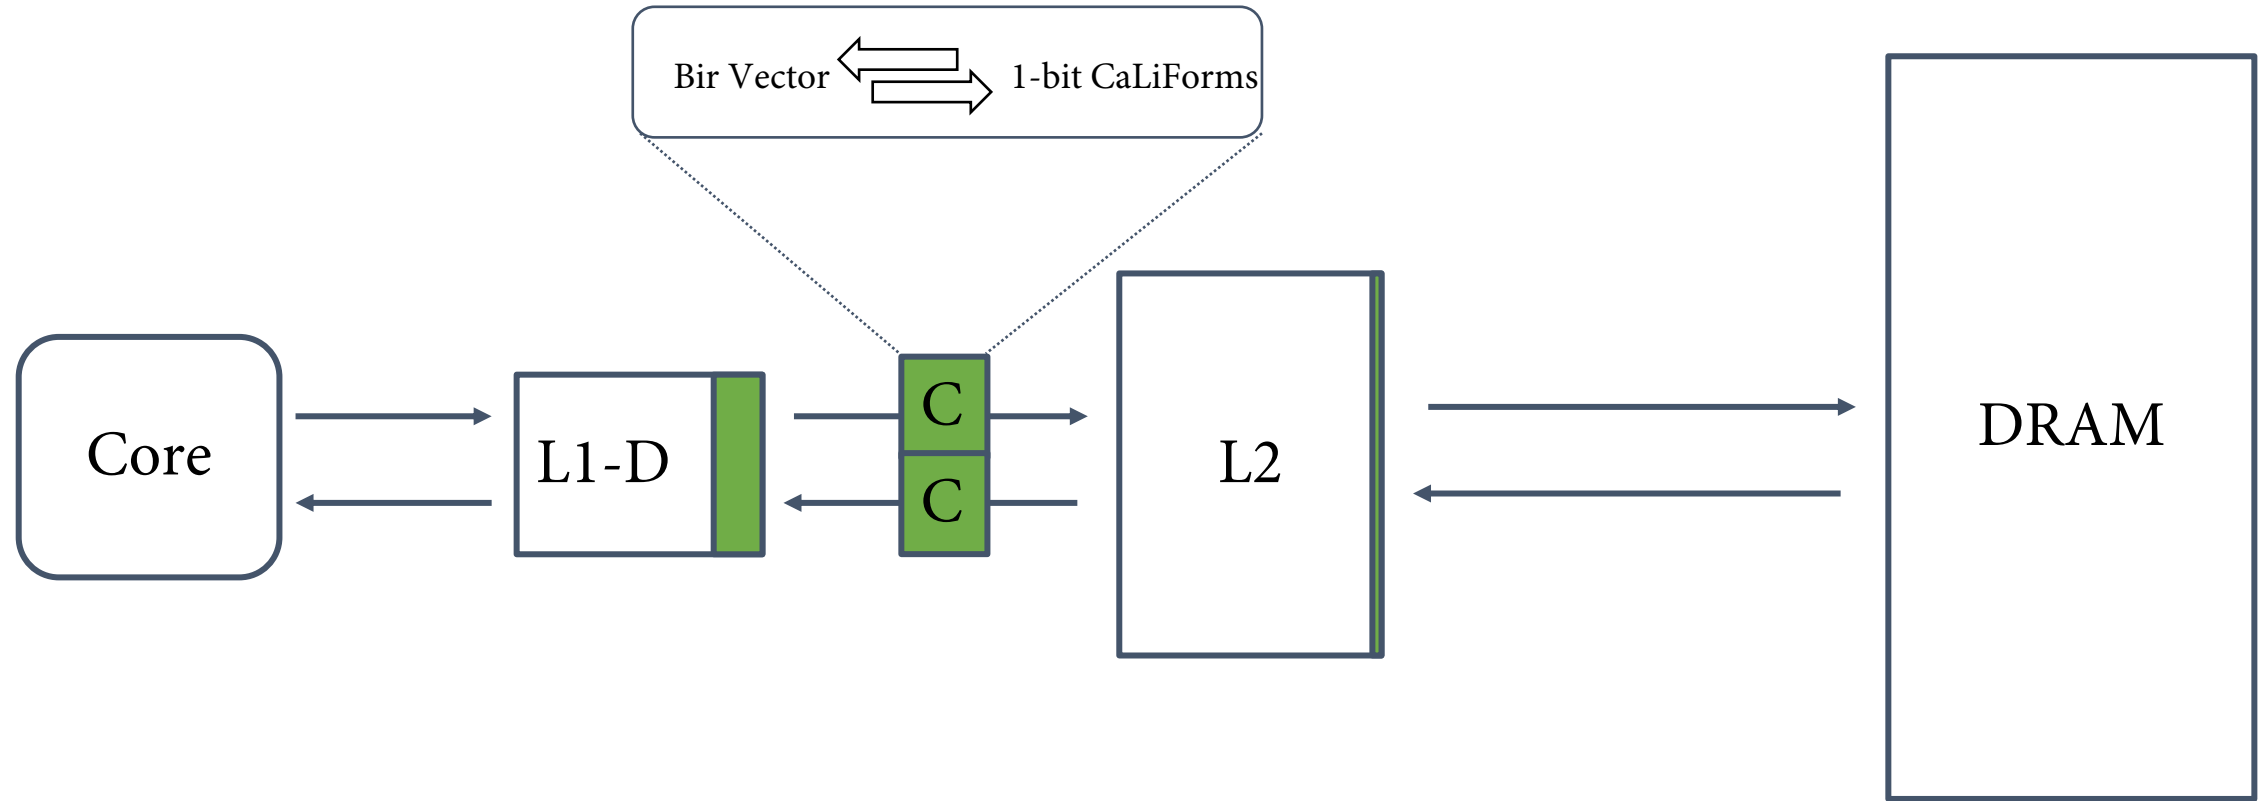 Bir Vector
1-bit CaLiForms
Core
L1-D
C
C
L2
DRAM